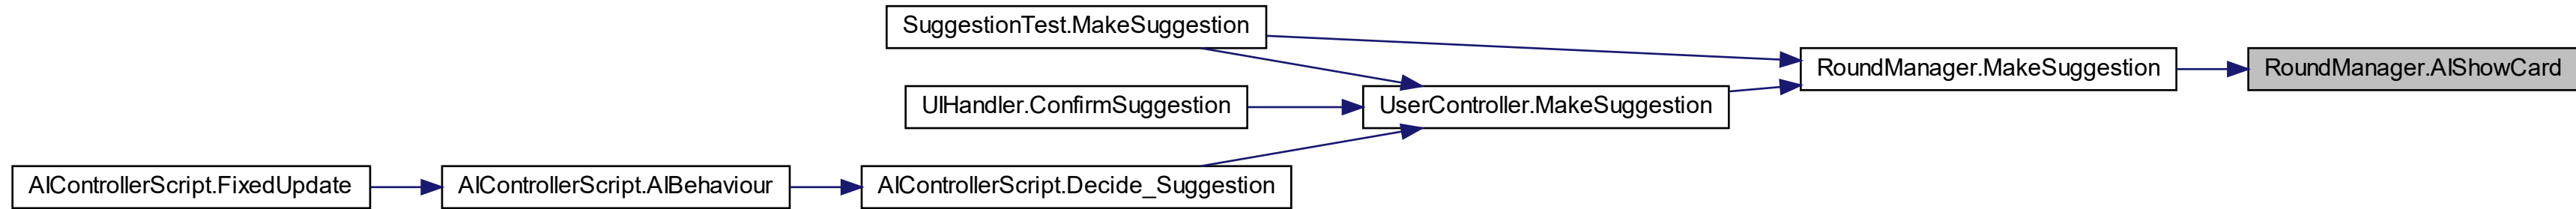 SuggestionTest.MakeSuggestion
RoundManager.MakeSuggestion
RoundManager.AIShowCard
UIHandler.ConfirmSuggestion
UserController.MakeSuggestion
AIControllerScript.FixedUpdate
AIControllerScript.AIBehaviour
AIControllerScript.Decide_Suggestion